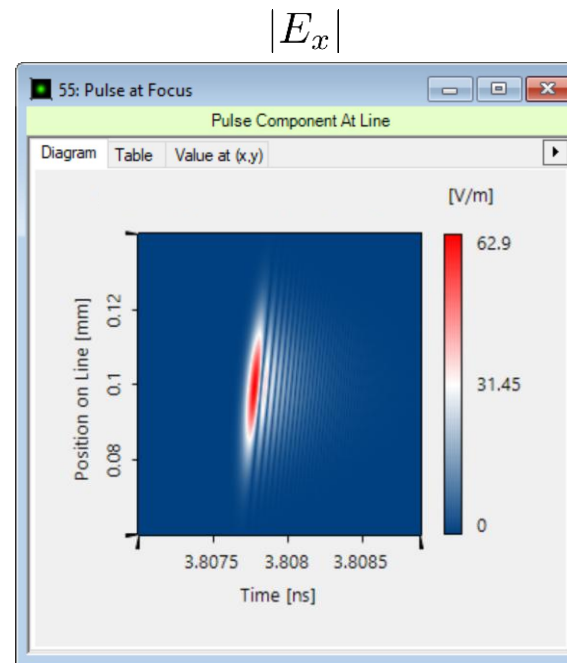 |E_x|
55: Pulse at Focus
Pulse Component At Line
Diagram Table Value at (x,y)
[V/m]
62.9
31.45
0
Position on Line [mm]
0.12
0.1
0.08
3.8075 3.808 3.8085
Time [ns]